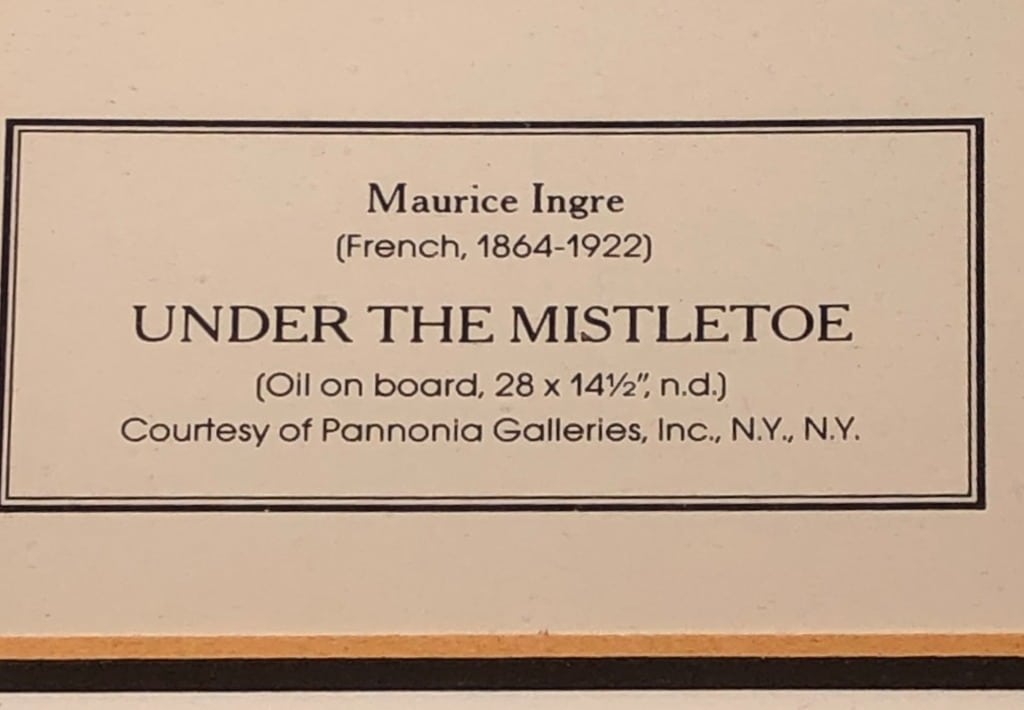 Maurice Ingre
(French, 1864-1922)
UNDER THE MISTLETOE
(Oil on board, 28 x 14½", n.d.)
Courtesy of Pannonia Galleries, Inc., N.Y., N.Y.